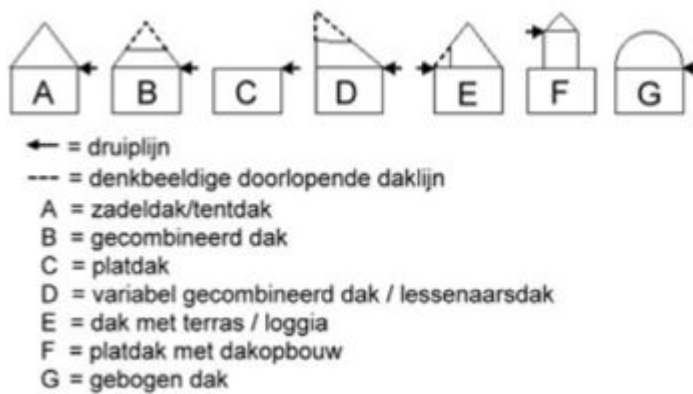 A B C D E F G
= druiplijn
= denkbeeldige doorlopende daklijn
A = zadeldak/tentdak
B = gecombineerd dak
C = platdak
D = variabel gecombineerd dak / lessenaarsdak
E = dak met terras / loggia
F = platdak met dakopbouw
G = gebogen dak